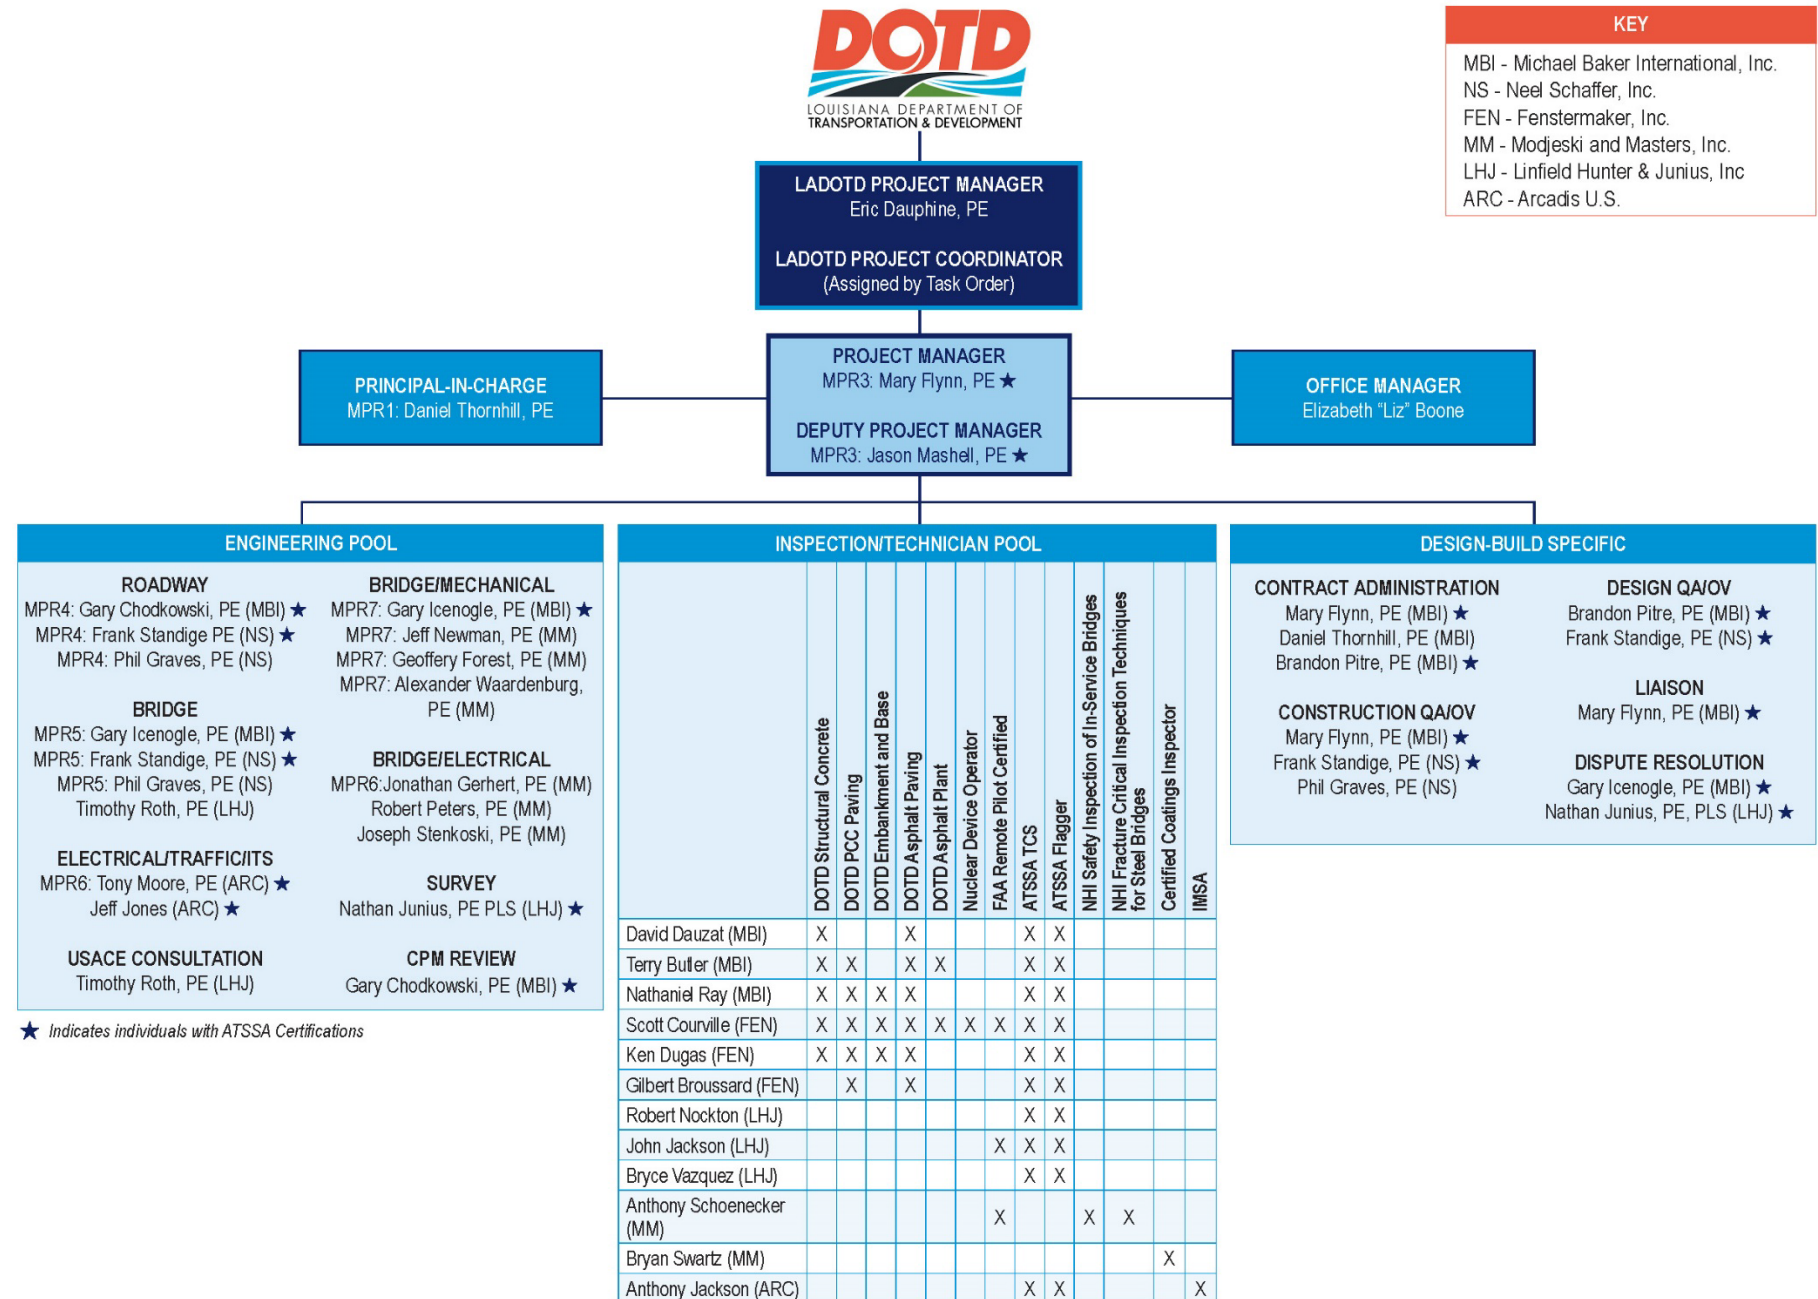 DOTD
LOUISIANA DEPARTMENT OF
TRANSPORTATION & DEVELOPMENT
KEY
MBI - Michael Baker International, Inc.
NS - Neel Schaffer, Inc.
FEN - Fenstermaker, Inc.
MM - Modjeski and Masters, Inc.
LHJ - Linfield Hunter & Junius, Inc
ARC - Arcadis U.S.
LADOTD PROJECT MANAGER
Eric Dauphine, PE
LADOTD PROJECT COORDINATOR
(Assigned by Task Order)
PRINCIPAL-IN-CHARGE
MPR1: Daniel Thornhill, PE
PROJECT MANAGER
MPR3: Mary Flynn, PE ★
DEPUTY PROJECT MANAGER
MPR3: Jason Mashell, PE ★
OFFICE MANAGER
Elizabeth “Liz” Boone
ENGINEERING POOL
ROADWAY
MPR4: Gary Chodkowski, PE (MBI) ★
MPR4: Frank Standige PE (NS) ★
MPR4: Phil Graves, PE (NS)
BRIDGE
MPR5: Gary Icenogle, PE (MBI) ★
MPR5: Frank Standige, PE (NS) ★
MPR5: Phil Graves, PE (NS)
Timothy Roth, PE (LHJ)
ELECTRICAL/TRAFFIC/ITS
MPR6: Tony Moore, PE (ARC) ★
Jeff Jones (ARC) ★
USACE CONSULTATION
Timothy Roth, PE (LHJ)
BRIDGE/MECHANICAL
MPR7: Gary Icenogle, PE (MBI) ★
MPR7: Jeff Newman, PE (MM)
MPR7: Geoffery Forest, PE (MM)
MPR7: Alexander Waardenburg,
PE (MM)
BRIDGE/ELECTRICAL
MPR6:Jonathan Gerhert, PE (MM)
Robert Peters, PE (MM)
Joseph Stenkoski, PE (MM)
SURVEY
Nathan Junius, PE PLS (LHJ) ★
CPM REVIEW
Gary Chodkowski, PE (MBI) ★
★ Indicates individuals with ATSSA Certifications
INSPECTION/TECHNICIAN POOL
DOTD Structural Concrete
DOTD PCC Paving
DOTD Embankment and Base
DOTD Asphalt Paving
DOTD Asphalt Plant
Nuclear Device Operator
FAA Remote Pilot Certified
ATSSA TCS
ATSSA Flagger
NHI Safety Inspection of In-Service Bridges
NHI Fracture Critical Inspection Techniques
for Steel Bridges
Certified Coatings Inspector
IMSA
David Dauzat (MBI) X X X X
Terry Butler (MBI) X X X X X X
Nathaniel Ray (MBI) X X X X X X
Scott Courville (FEN) X X X X X X X X X
Ken Dugas (FEN) X X X X X X
Gilbert Broussard (FEN) X X X X
Robert Nockton (LHJ) X X
John Jackson (LHJ) X X X
Bryce Vazquez (LHJ) X X
Anthony Schoenecker
(MM) X X X
Bryan Swartz (MM) X
Anthony Jackson (ARC) X X X
DESIGN-BUILD SPECIFIC
CONTRACT ADMINISTRATION
Mary Flynn, PE (MBI) ★
Daniel Thornhill, PE (MBI)
Brandon Pitre, PE (MBI) ★
CONSTRUCTION QA/OV
Mary Flynn, PE (MBI) ★
Frank Standige, PE (NS) ★
Phil Graves, PE (NS)
DESIGN QA/OV
Brandon Pitre, PE (MBI) ★
Frank Standige, PE (NS) ★
LIAISON
Mary Flynn, PE (MBI) ★
DISPUTE RESOLUTION
Gary Icenogle, PE (MBI) ★
Nathan Junius, PE, PLS (LHJ) ★